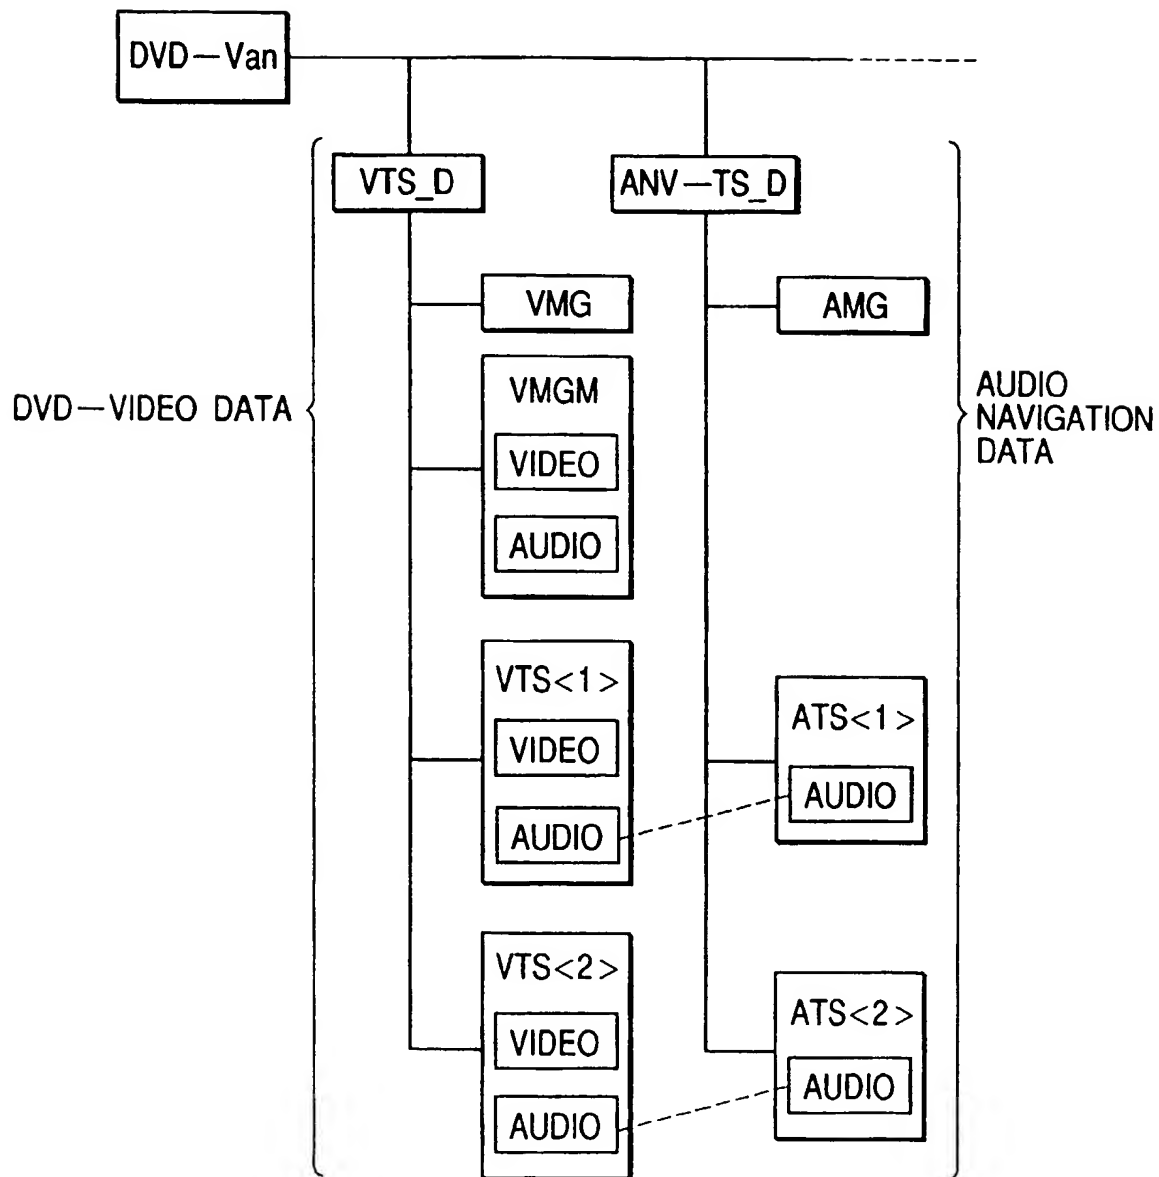 DVD—Van
VTS_D
ANV—TS_D
VMG
AMG
DVD—VIDEO DATA
VMGM
VIDEO
AUDIO
AUDIO
NAVIGATION
DATA
VTS<1>
VIDEO
AUDIO
ATS<1>
AUDIO
VTS<2>
VIDEO
AUDIO
ATS<2>
AUDIO